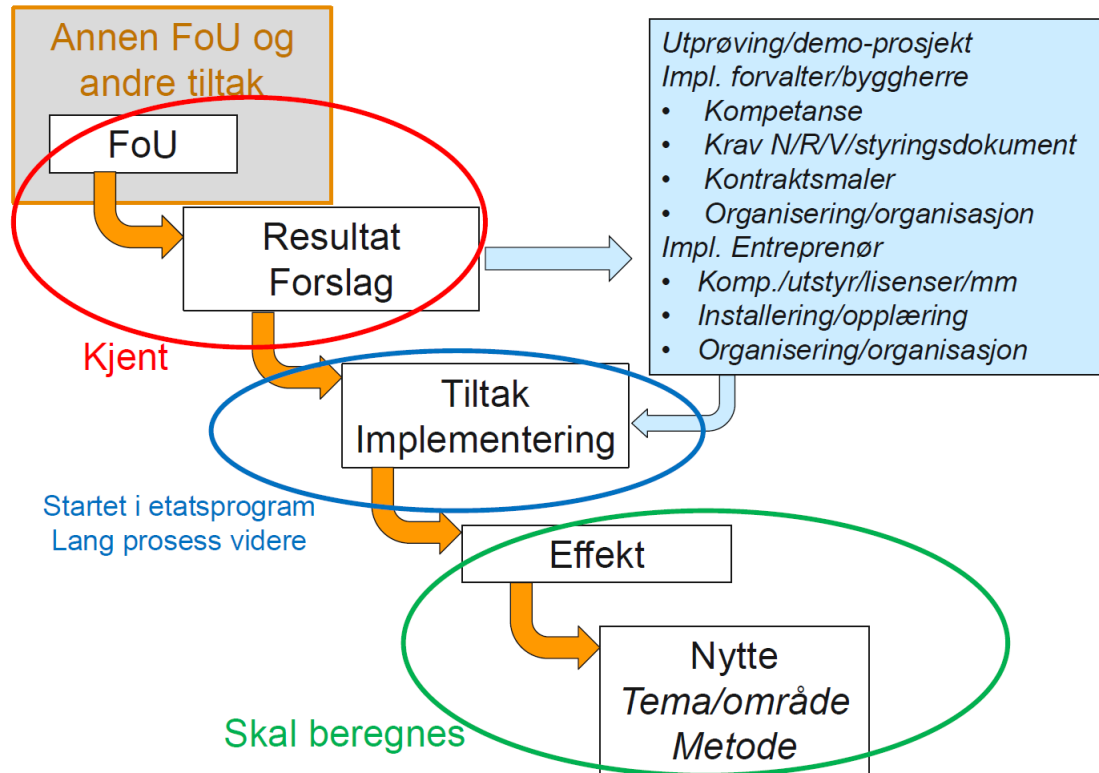 Annen FoU og
andre tiltak
FoU
Resultat
Forslag
Kjent
Utprøving/demo-prosjekt
Impl. forvalter/byggherre
• Kompetanse
• Krav N/R/V/styringsdokument
• Kontraktsmaler
• Organisering/organisasjon
Impl. Entreprenør
• Komp./utstyr/lisenser/mm
• Installering/opplæring
• Organisering/organisasjon
Tiltak
Implementering
Startet i etatsprogram
Lang prosess videre
Effekt
Nytte
Tema/område
Metode
Skal beregnes